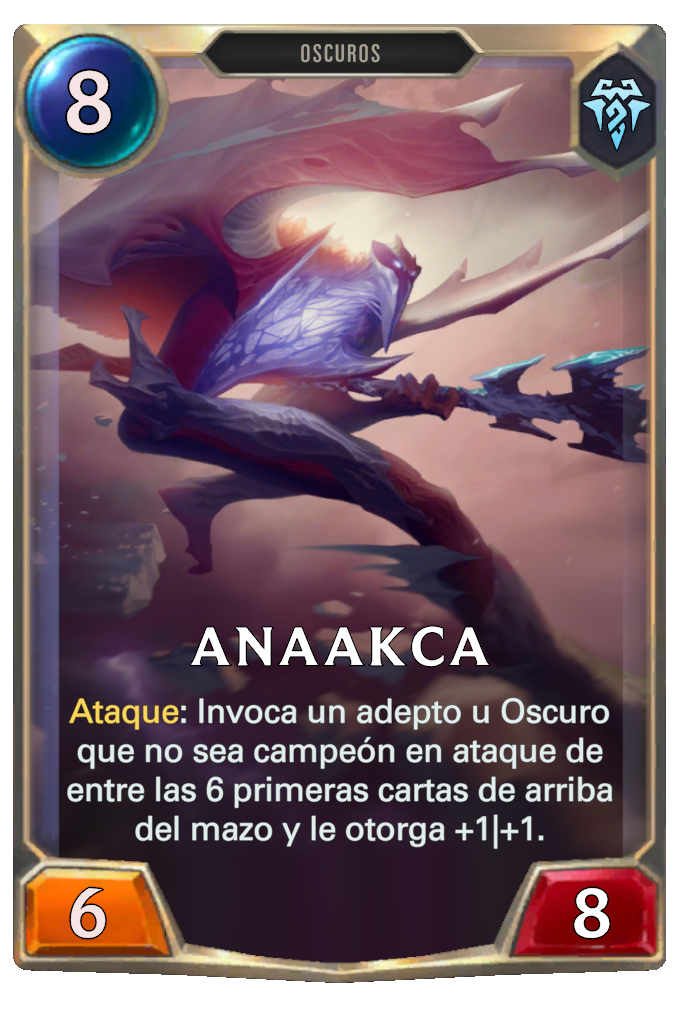 8
OSCUROS
ANAAKCA
Ataque: Invoca un adepto u Oscuro
que no sea campeón en ataque de
entre las 6 primeras cartas de arriba
del mazo y le otorga +1|+1.
6
8